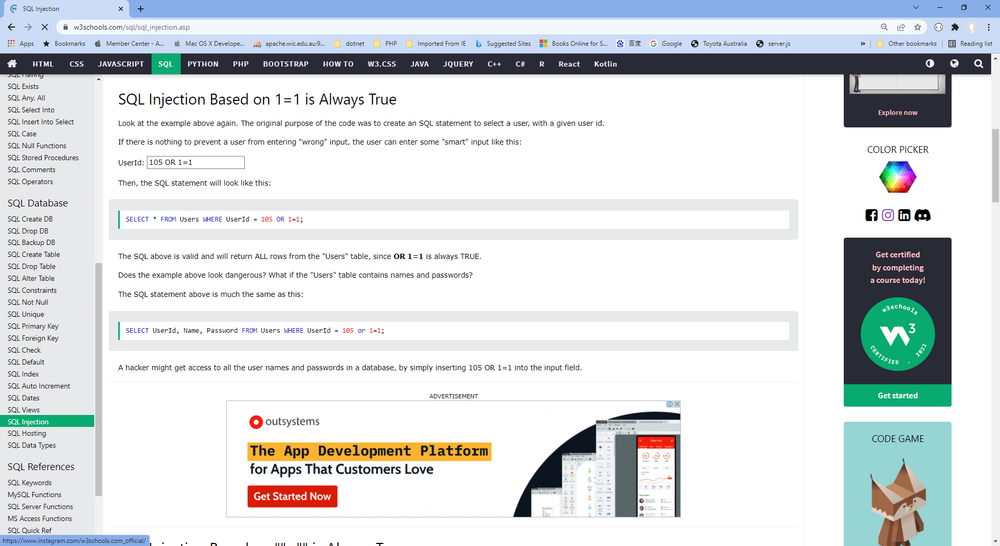 SQL Injection
w3schools.com/sql/sql_injection.asp
Apps
Bookmarks
Member Center - A...
Mac OS X Develope...
apache.wic.edu.au:9...
dotnet
PHP
Imported From IE
Suggested Sites
Books Online for S...
百度
Google
Toyota Australia
server.js
»
Other bookmarks
Reading list
HTML
CSS
JAVASCRIPT
SQL
PYTHON
PHP
BOOTSTRAP
HOW TO
W3.CSS
JAVA
JQUERY
C++
C#
R
React
Kotlin
SQL Having
SQL Exists
SQL Any, All
SQL Select Into
SQL Insert Into Select
SQL Case
SQL Null Functions
SQL Stored Procedures
SQL Comments
SQL Operators
SQL Database
SQL Create DB
SQL Drop DB
SQL Backup DB
SQL Create Table
SQL Drop Table
SQL Alter Table
SQL Constraints
SQL Not Null
SQL Unique
SQL Primary Key
SQL Foreign Key
SQL Check
SQL Default
SQL Index
SQL Auto Increment
SQL Dates
SQL Views
SQL Injection
SQL Hosting
SQL Data Types
SQL References
SQL Keywords
MySQL Functions
SQL Server Functions
MS Access Functions
SQL Quick Ref
https://www.instagram.com/w3schools.com_official/
SQL Injection Based on 1=1 is Always True
Look at the example above again. The original purpose of the code was to create an SQL statement to select a user, with a given user id.
If there is nothing to prevent a user from entering "wrong" input, the user can enter some "smart" input like this:
UserId: 105 OR 1=1
Then, the SQL statement will look like this:
SELECT * FROM Users WHERE UserId = 105 OR 1=1;
The SQL above is valid and will return ALL rows from the "Users" table, since OR 1=1 is always TRUE.
Does the example above look dangerous? What if the "Users" table contains names and passwords?
The SQL statement above is much the same as this:
SELECT UserId, Name, Password FROM Users WHERE UserId = 105 or 1=1;
A hacker might get access to all the user names and passwords in a database, by simply inserting 105 OR 1=1 into the input field.
ADVERTISEMENT
outsystems
The App Development Platform
for Apps That Customers Love
Get Started Now
Sales Hub
Explore now
COLOR PICKER
Get certified
by completing
a course today!
w3schools
W3
CERTIFIED · 2022
Get started
CODE GAME